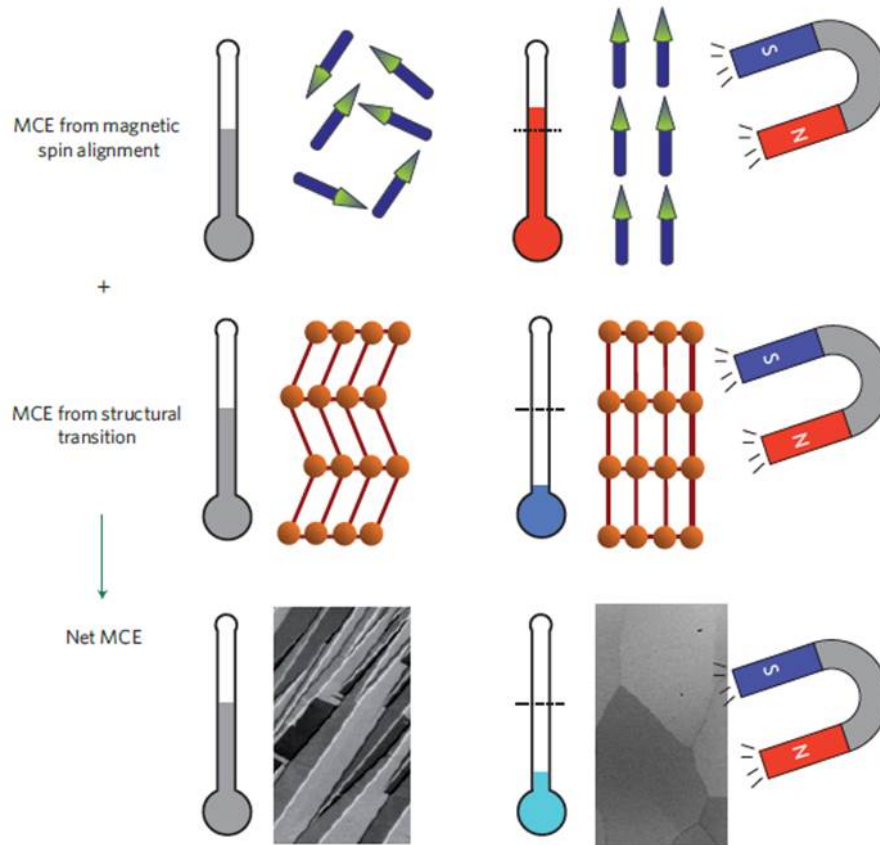 MCE from magnetic
spin alignment
S
N
+
MCE from structural
transition
S
N
Net MCE
S
N